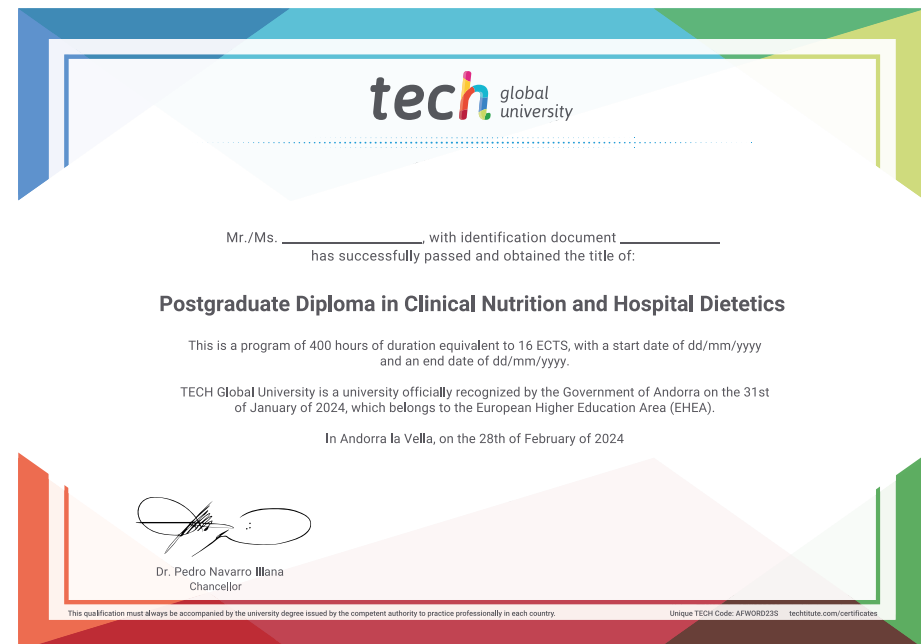 tech global university
Mr./Ms. ____________, with identification document ____________
has successfully passed and obtained the title of:
Postgraduate Diploma in Clinical Nutrition and Hospital Dietetics
This is a program of 400 hours of duration equivalent to 16 ECTS, with a start date of dd/mm/yyyy
and an end date of dd/mm/yyyy.
TECH Global University is a university officially recognized by the Government of Andorra on the 31st
of January of 2024, which belongs to the European Higher Education Area (EHEA).
In Andorra la Vella, on the 28th of February of 2024
Dr. Pedro Navarro Illana
Chancellor
This qualification must always be accompanied by the university degree issued by the competent authority to practice professionally in each country.
Unique TECH Code: AFWORD23S techtitute.com/certificates